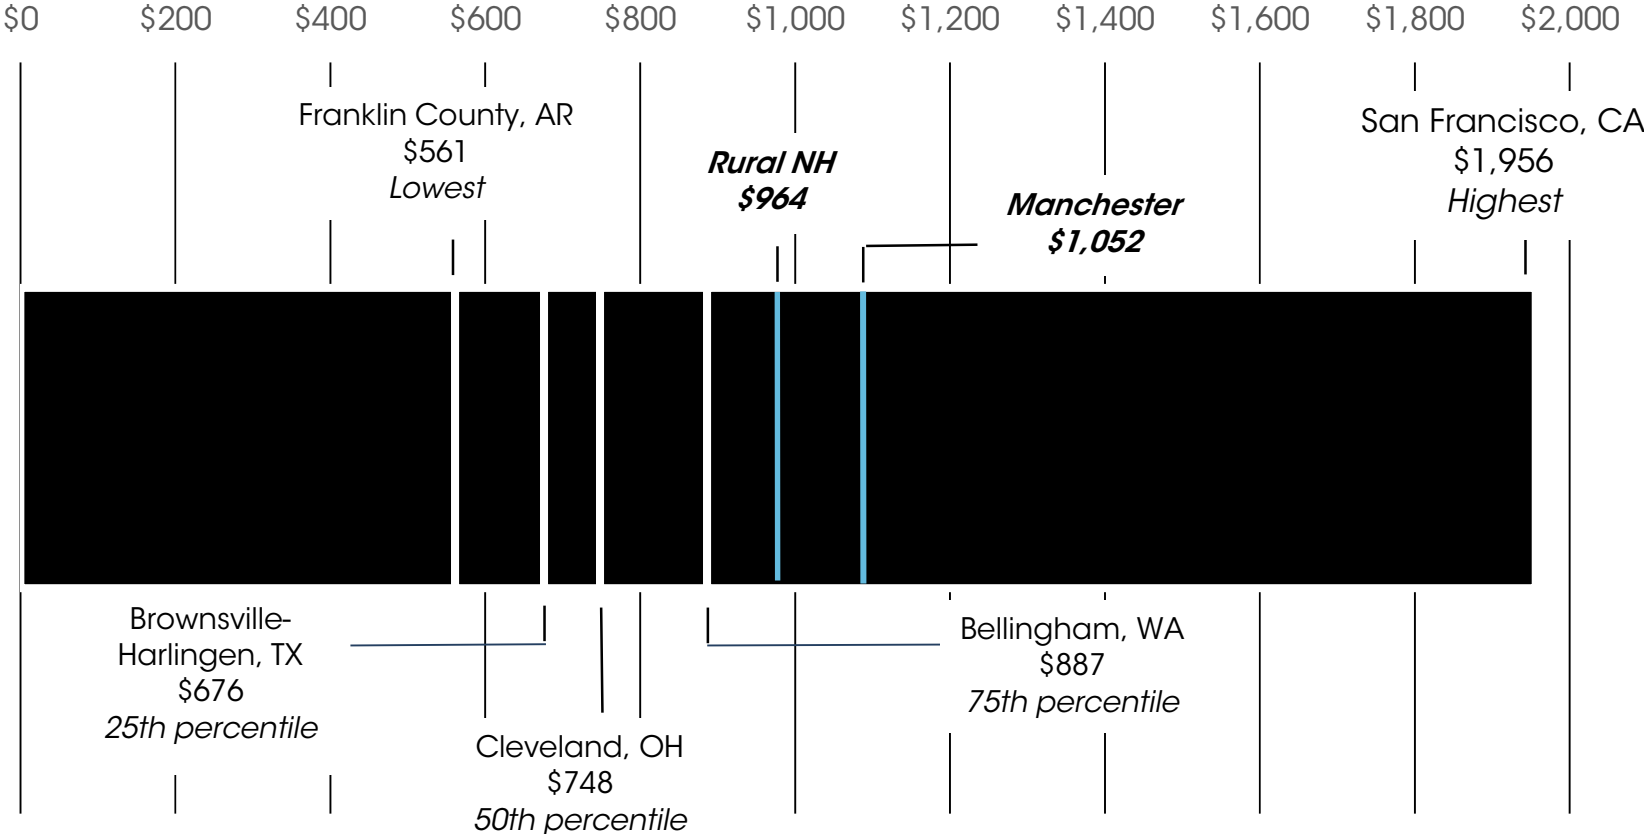 $0 $200 $400 $600 $800 $1,000 $1,200 $1,400 $1,600 $1,800 $2,000
Franklin County, AR
$561
Lowest
Rural NH
$964
Manchester
$1,052
San Francisco, CA
$1,956
Highest
Brownsville-
Harlingen, TX
$676
25th percentile
Cleveland, OH
$748
50th percentile
Bellingham, WA
$887
75th percentile